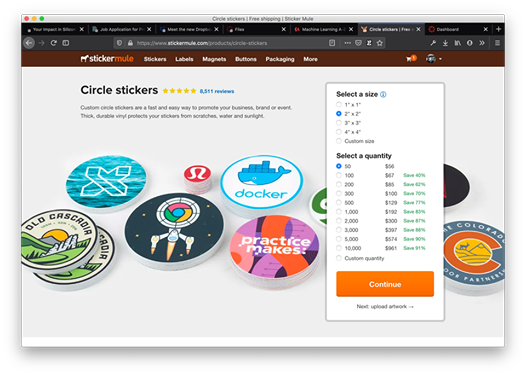 Circle stickers | Free shipping | Sticker Mule
Your Impact in Silicon
Job Application for Pr
Meet the new Dropbo
Files
Machine Learning A-Z
Circle stickers | Free
Dashboard
https://www.stickermule.com/products/circle-stickers
stickermule
Stickers
Labels
Magnets
Buttons
Packaging
More
Circle stickers
8,511 reviews
Custom circle stickers are a fast and easy way to promote your business, brand or event.
Thick, durable vinyl protects your stickers from scratches, water and sunlight.
Select a size
1" x 1"
2" x 2"
3" x 3"
4" x 4"
Custom size
Select a quantity
50 $56
100 $67 Save 40%
200 $85 Save 62%
300 $100 Save 70%
500 $129 Save 77%
1,000 $192 Save 83%
2,000 $300 Save 87%
3,000 $397 Save 88%
5,000 $574 Save 90%
10,000 $961 Save 91%
Custom quantity
Continue
Next: upload artwork →
docker
OLD CASCADIA
practice
makes:
THE COLORADO